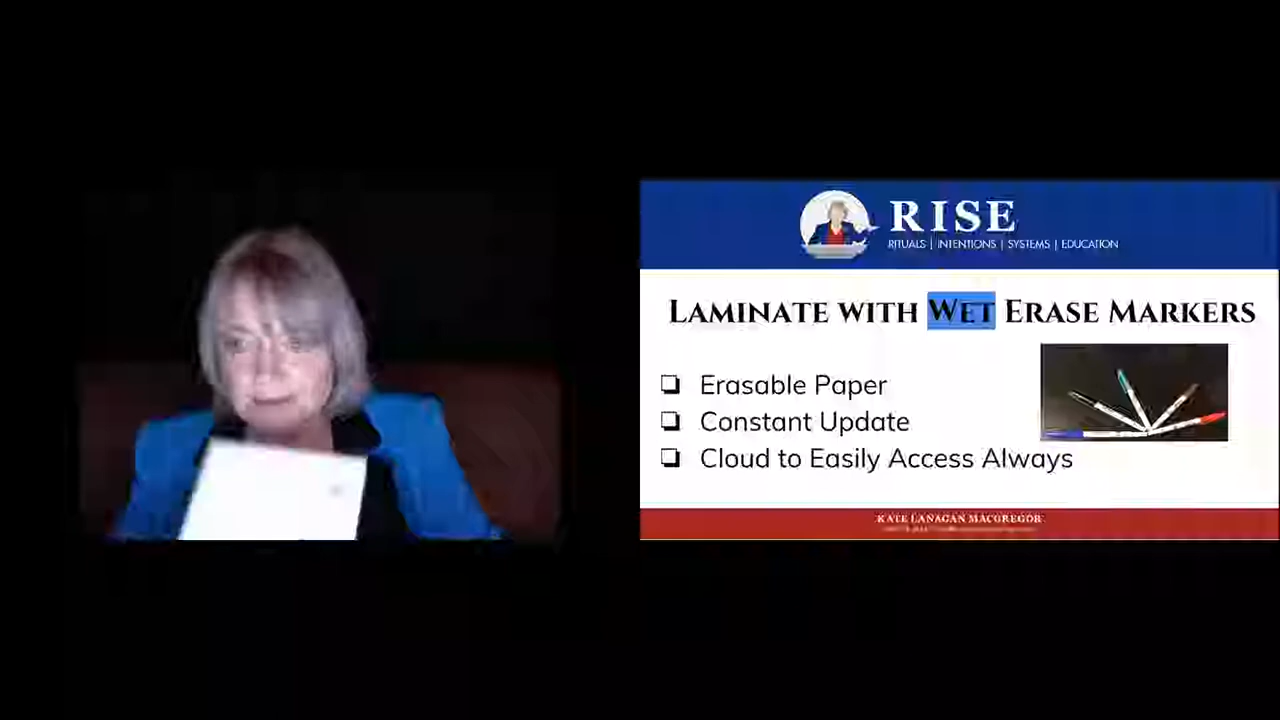 RISE
RITUALS | INTENTIONS | SYSTEMS | EDUCATION
LAMINATE WITH WET ERASE MARKERS
❏ Erasable Paper
❏ Constant Update
❏ Cloud to Easily Access Always
KATE LANAGAN MACGREGOR